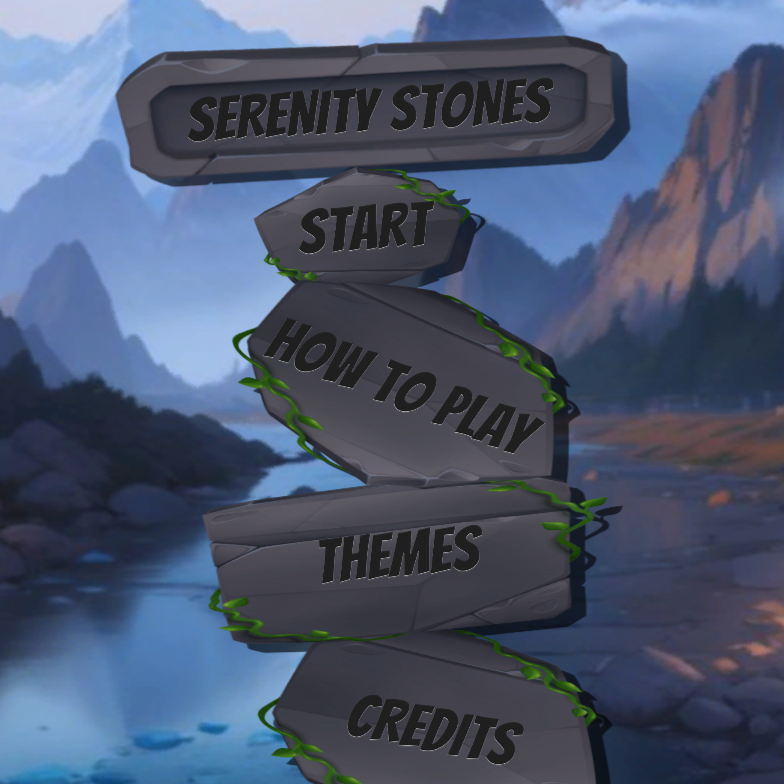 SERENITY STONES
START
HOW TO PLAY
THEMES
CREDITS